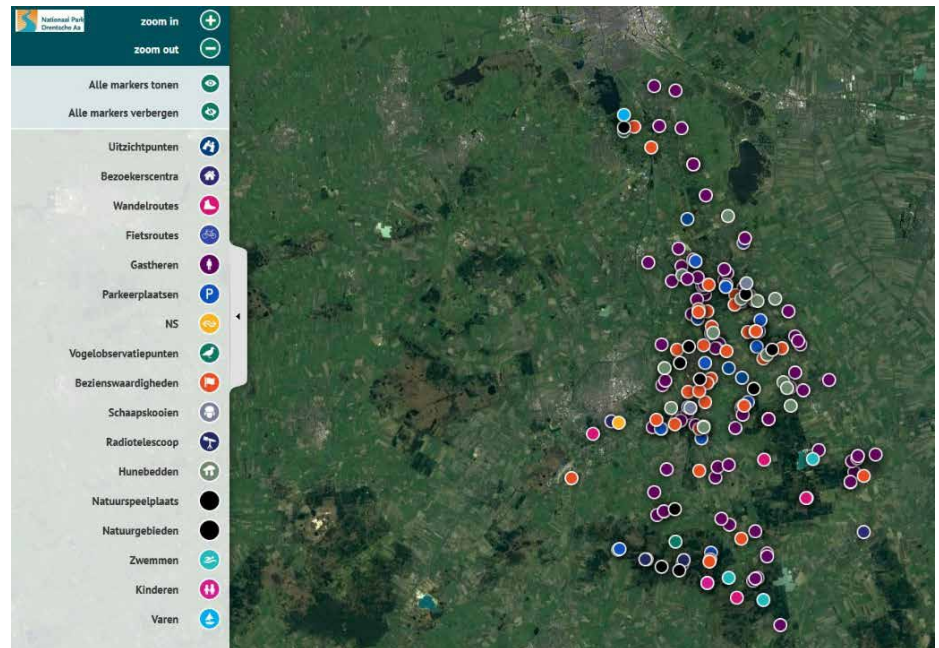 Nationaal Park
Drentsche Aa
zoom in
zoom out
Alle markers tonen
Alle markers verbergen
Uitzichtpunten
Bezoekerscentra
Wandelroutes
Fietsroutes
Gastheren
Parkeerplaatsen
P
NS
Vogelobservatiepunten
Bezienswaardigheden
Schaapskooien
Radiotelescoop
Hunebedden
Natuurspeelplaats
Natuurgebieden
Zwemmen
Kinderen
Varen